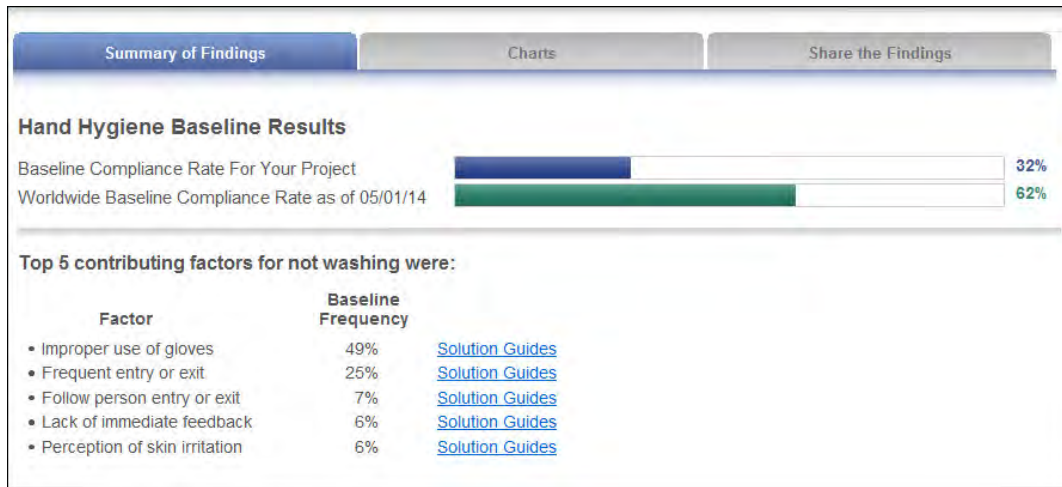 Summary of Findings Charts Share the Findings
Hand Hygiene Baseline Results
Baseline Compliance Rate For Your Project 32%
Worldwide Baseline Compliance Rate as of 05/01/14 62%
Top 5 contributing factors for not washing were:
Factor Baseline Frequency
• Improper use of gloves 49% Solution Guides
• Frequent entry or exit 25% Solution Guides
• Follow person entry or exit 7% Solution Guides
• Lack of immediate feedback 6% Solution Guides
• Perception of skin irritation 6% Solution Guides